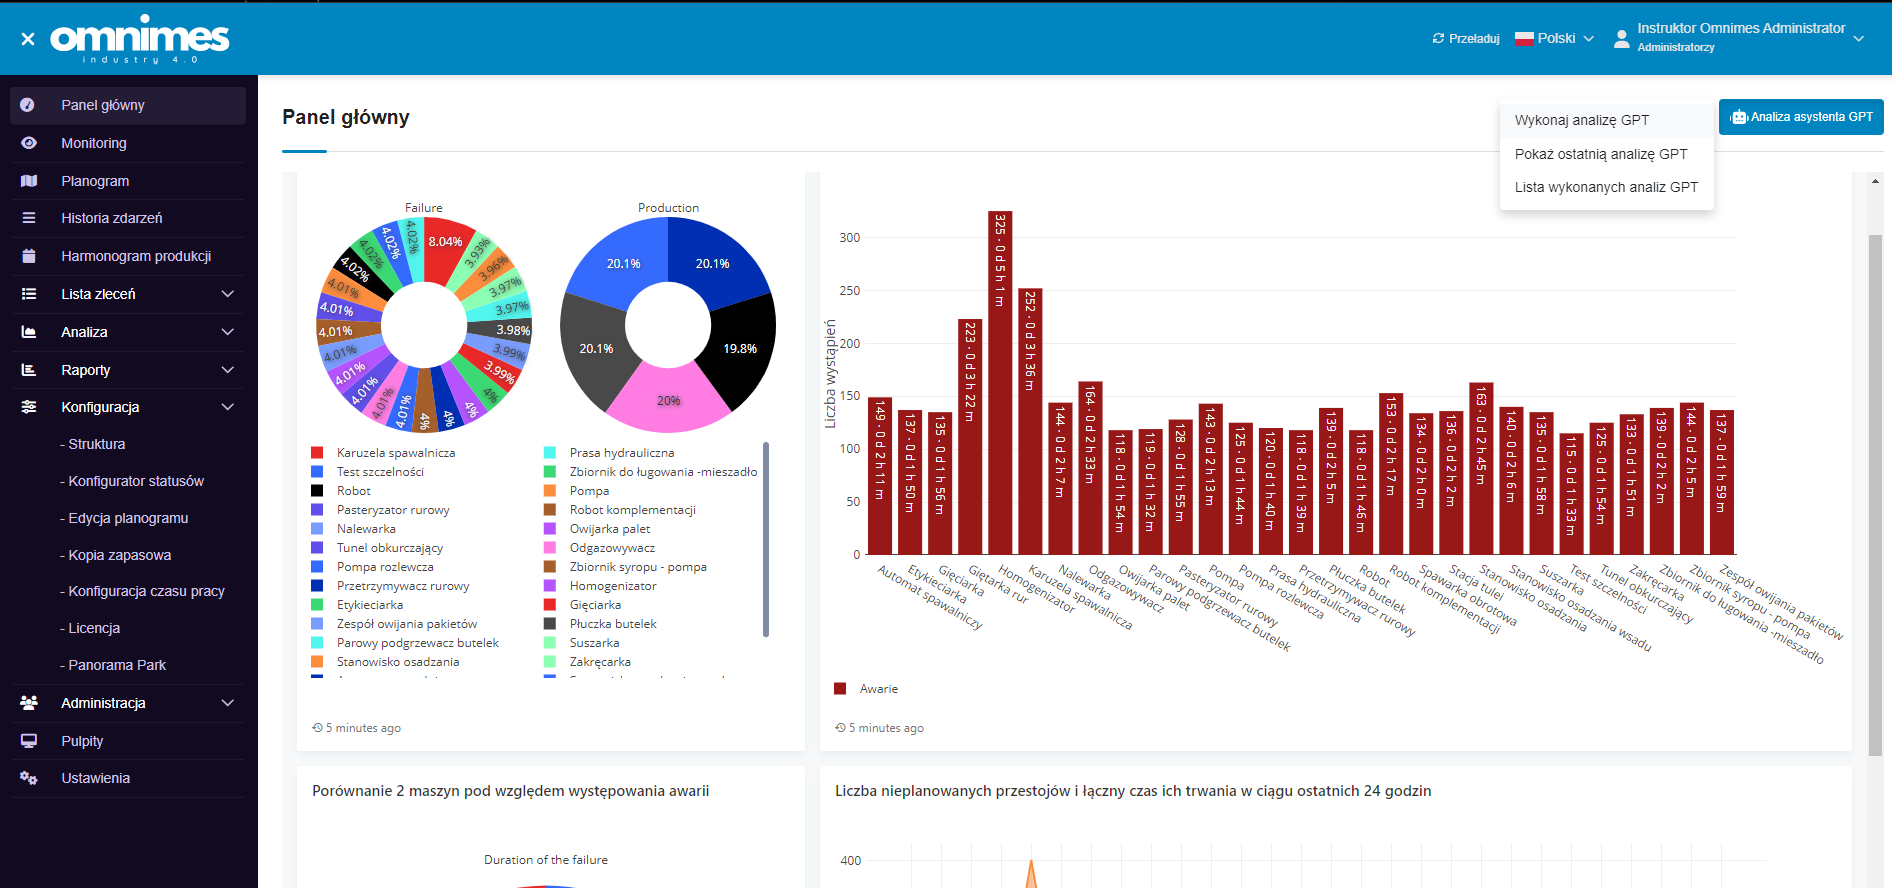 omnimes
industry 4.0
Przeładuj
Polski
Instruktor Omnimes Administrator
Administratorzy
Panel główny
Monitoring
Planogram
Historia zdarzeń
Harmonogram produkcji
Lista zleceń
Analiza
Raporty
Konfiguracja
- Struktura
- Konfigurator statusów
- Edycja planogramu
- Kopia zapasowa
- Konfiguracja czasu pracy
- Licencja
- Panorama Park
Administracja
Pulpity
Ustawienia
Panel główny
Wykonaj analizę GPT
Pokaż ostatnią analizę GPT
Lista wykonanych analiz GPT
Analiza asystenta GPT
Failure
8.04%
3.93%
3.96%
3.97%
3.97%
3.98%
3.99%
3.99%
4%
4%
4%
4%
4.01%
4.01%
4.01%
4.01%
4.01%
4.01%
4.01%
4.01%
4.02%
4.02%
4.02%
4.02%
Production
20.1%
19.8%
20%
20.1%
20.1%
Karuzela spawalnicza
Test szczelności
Robot
Pasteryzator rurowy
Nalewarka
Tunel obkurczający
Pompa rozlewcza
Przetrzymywacz rurowy
Etykieciarka
Zespół owijania pakietów
Parowy podgrzewacz butelek
Stanowisko osadzania
Prasa hydrauliczna
Zbiornik do ługowania -mieszadło
Pompa
Robot komplementacji
Owijarka palet
Odgazowywacz
Zbiornik syropu - pompa
Homogenizator
Gięciarka
Płuczka butelek
Suszarka
Zakręcarka
5 minutes ago
Liczba wystąpień
300
250
200
150
100
50
0
149 - 0 d 2 h 11 m
137 - 0 d 1 h 50 m
135 - 0 d 1 h 56 m
223 - 0 d 3 h 22 m
325 - 0 d 5 h 1 m
252 - 0 d 3 h 36 m
144 - 0 d 2 h 7 m
164 - 0 d 2 h 33 m
118 - 0 d 1 h 54 m
119 - 0 d 1 h 32 m
128 - 0 d 1 h 55 m
143 - 0 d 2 h 13 m
125 - 0 d 1 h 44 m
120 - 0 d 1 h 40 m
118 - 0 d 1 h 39 m
139 - 0 d 2 h 5 m
118 - 0 d 1 h 46 m
153 - 0 d 2 h 17 m
134 - 0 d 2 h 0 m
136 - 0 d 2 h 2 m
163 - 0 d 2 h 45 m
140 - 0 d 2 h 6 m
135 - 0 d 1 h 58 m
115 - 0 d 1 h 33 m
125 - 0 d 1 h 54 m
133 - 0 d 1 h 51 m
139 - 0 d 2 h 2 m
144 - 0 d 2 h 5 m
137 - 0 d 1 h 59 m
Automat spawalniczy
Etykieciarka
Gięciarka
Giętarka rur
Homogenizator
Karuzela spawalnicza
Nalewarka
Odgazowywacz
Owijarka palet
Parowy podgrzewacz butelek
Pasteryzator rurowy
Pompa
Pompa rozlewcza
Prasa hydrauliczna
Przetrzymywacz rurowy
Płuczka butelek
Robot
Robot komplementacji
Spawarka obrotowa
Stacja tulei
Stanowisko osadzania
Stanowisko osadzania wsadu
Suszarka
Test szczelności
Tunel obkurczający
Zakręcarka
Zbiornik do ługowania -mieszadło
Zbiornik syropu - pompa
Zespół owijania pakietów
Awarie
5 minutes ago
Porównanie 2 maszyn pod względem występowania awarii
Duration of the failure
Liczba nieplanowanych przestojów i łączny czas ich trwania w ciągu ostatnich 24 godzin
400